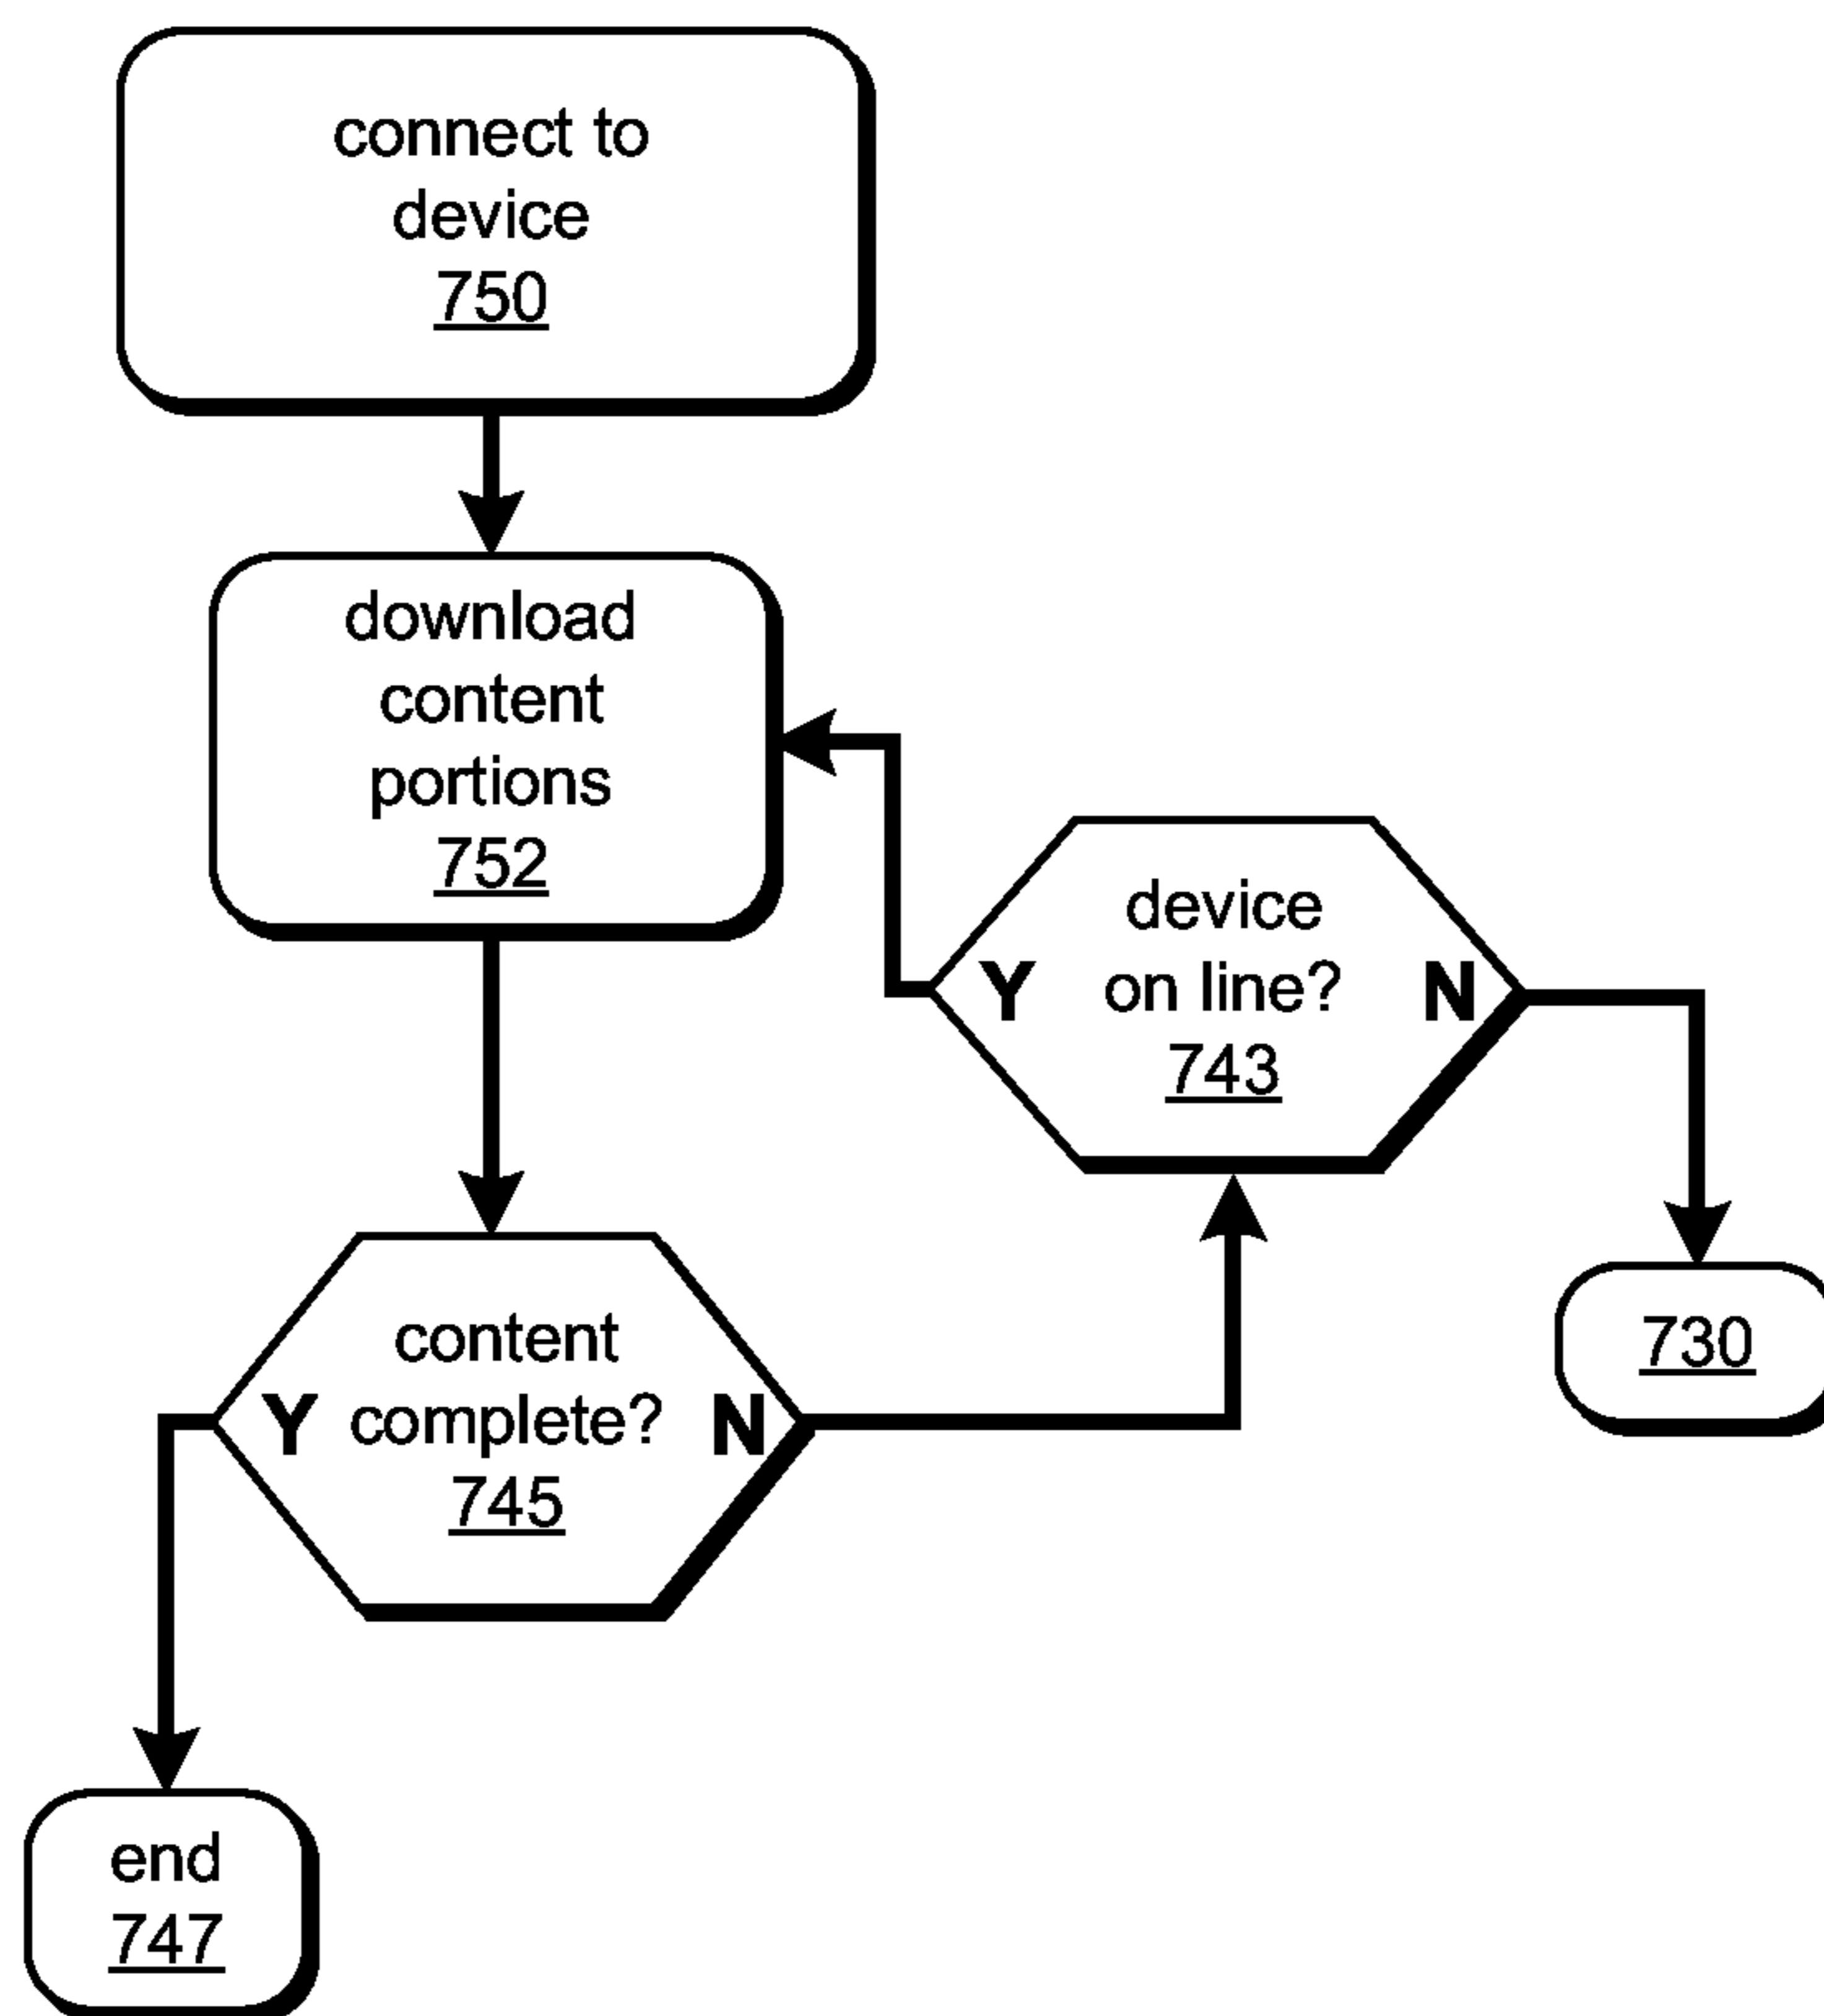 connect to
device
750
download
content
portions
752
device
Y on line? N
743
730
content
Y complete? N
745
end
747